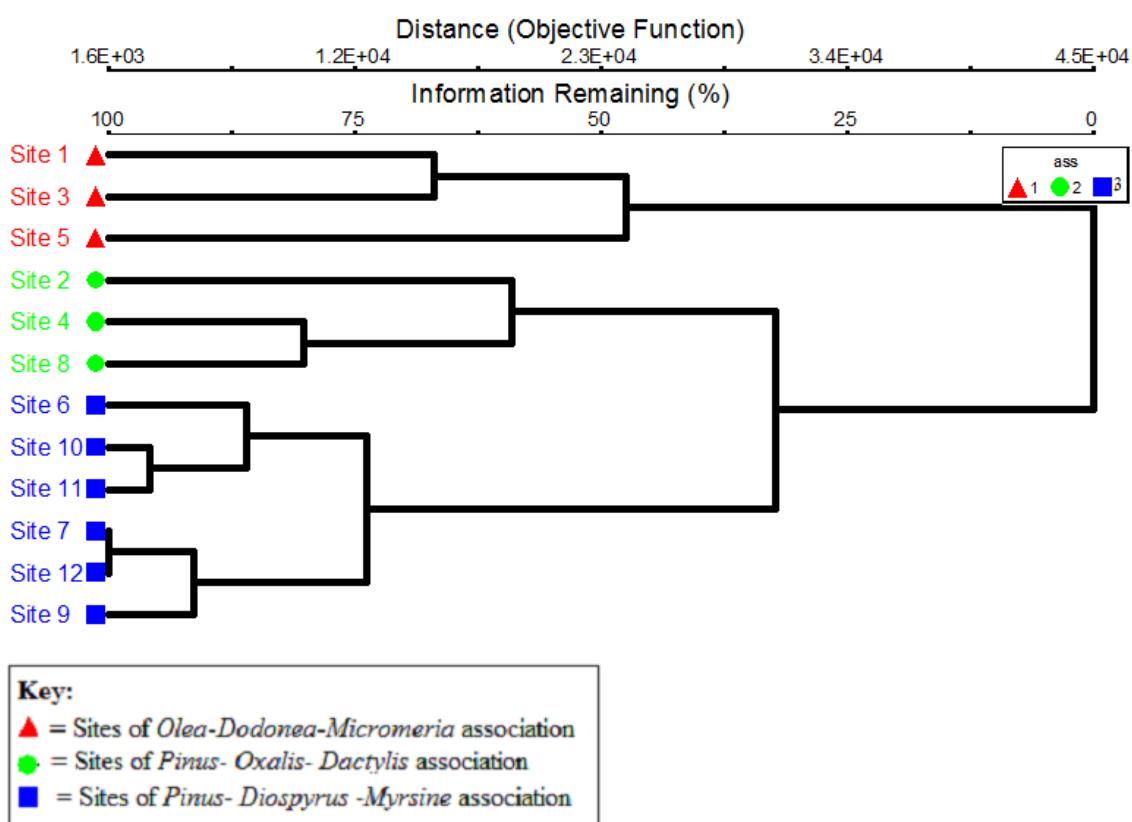 Distance (Objective Function)
1.6E+03 1.2E+04 2.3E+04 3.4E+04 4.5E+04
Information Remaining (%)
100 75 50 25 0
Site 1
Site 3
Site 5
Site 2
Site 4
Site 8
Site 6
Site 10
Site 11
Site 7
Site 12
Site 9
ass
1 2 3
Key:
= Sites of Olea-Dodonea-Micromeria association
= Sites of Pinus- Oxalis- Dactylis association
= Sites of Pinus- Diospyrus -Myrsine association